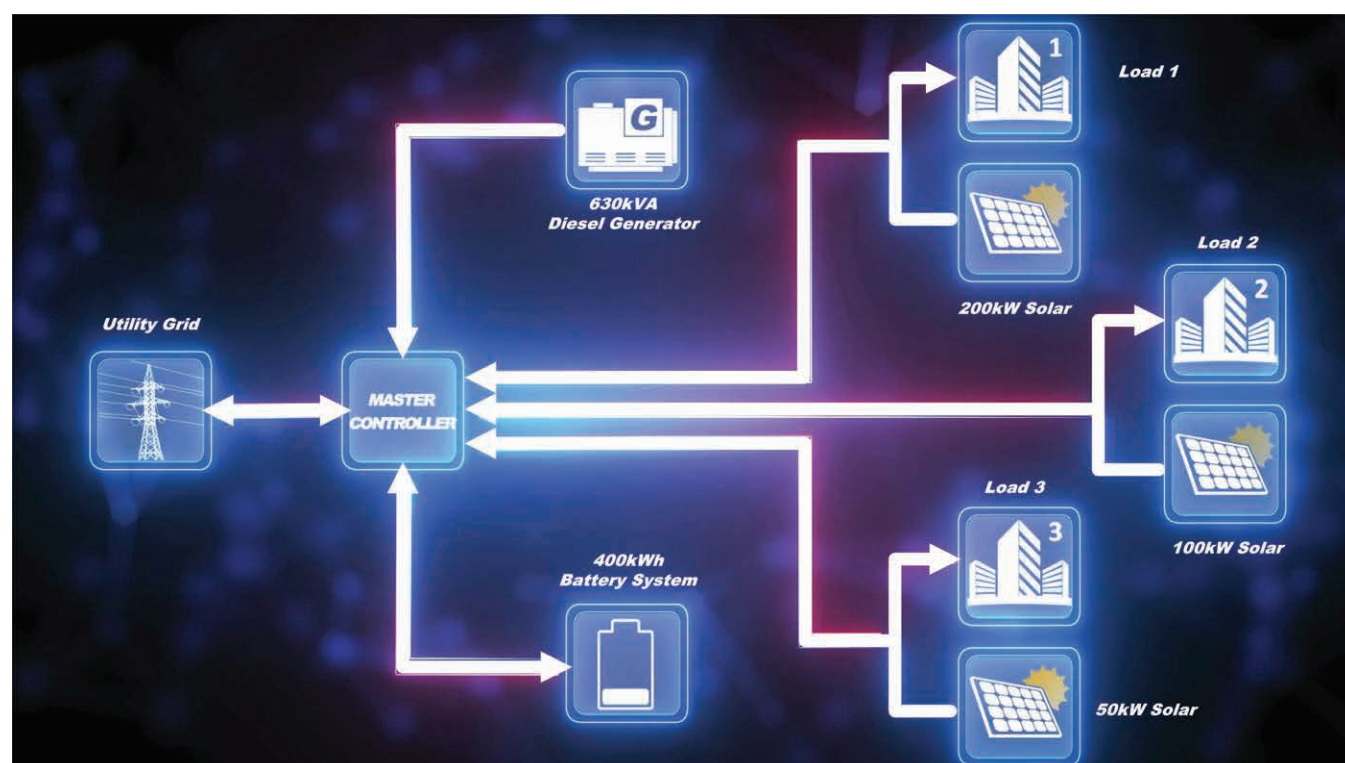 1
Load 1
G
630kVA
Diesel Generator
200kW Solar
Load 2
2
Utility Grid
MASTER
CONTROLLER
Load 3
3
100kW Solar
400kWh
Battery System
50kW Solar